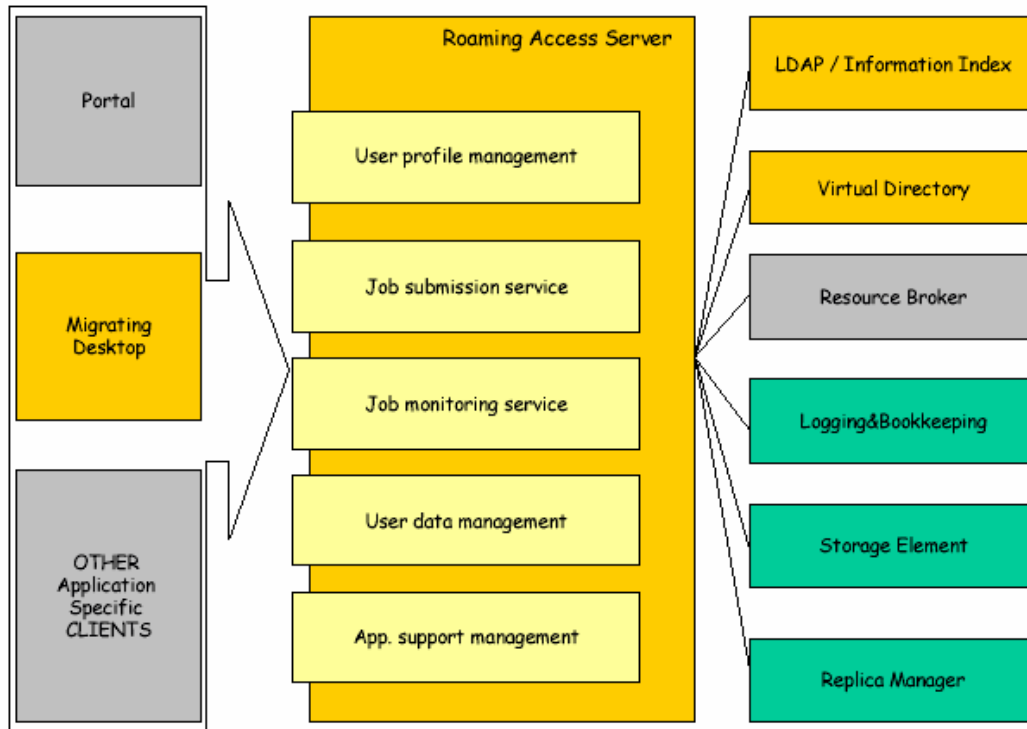 Portal
Migrating
Desktop
OTHER
Application
Specific
CLIENTS
Roaming Access Server
User profile management
Job submission service
Job monitoring service
User data management
App. support management
LDAP / Information Index
Virtual Directory
Resource Broker
Logging&Bookkeeping
Storage Element
Replica Manager